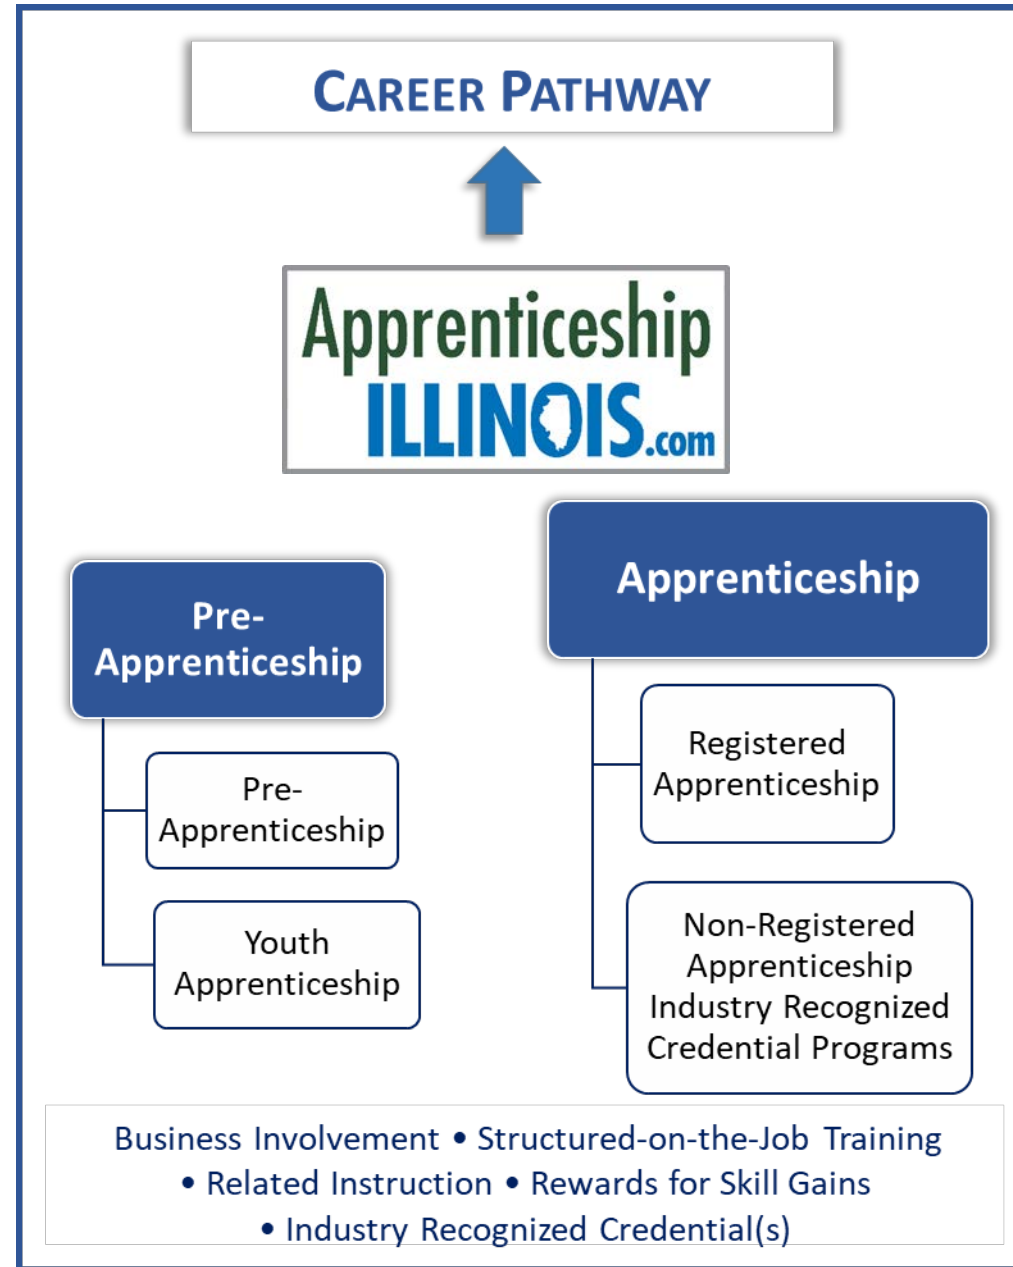 CAREER PATHWAY
Apprenticeship
ILLINOIS.com
Pre-
Apprenticeship
Pre-
Apprenticeship
Youth
Apprenticeship
Apprenticeship
Registered
Apprenticeship
Non-Registered
Apprenticeship
Industry Recognized
Credential Programs
Business Involvement • Structured-on-the-Job Training
• Related Instruction • Rewards for Skill Gains
• Industry Recognized Credential(s)